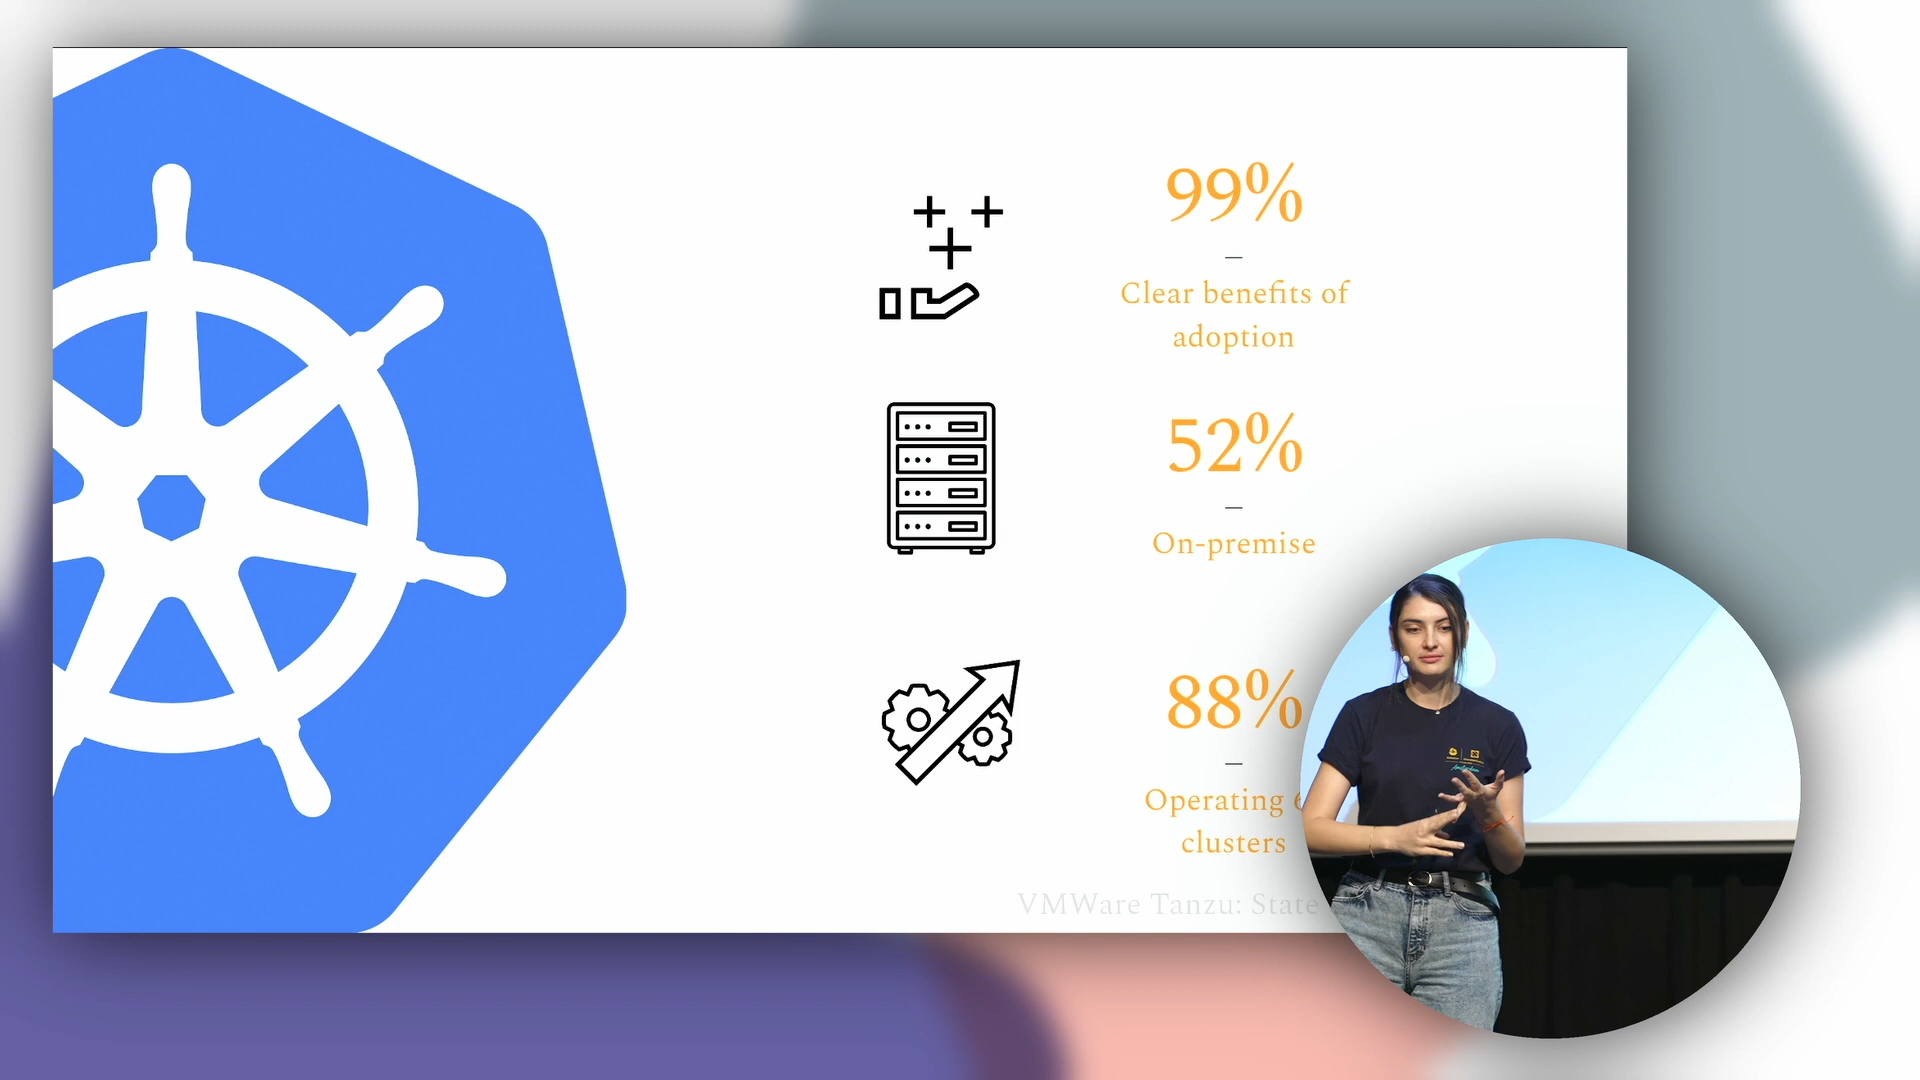 99%
–
Clear benefits of
adoption
52%
–
On-premise
88%
–
Operating
clusters
VMWare Tanzu: State